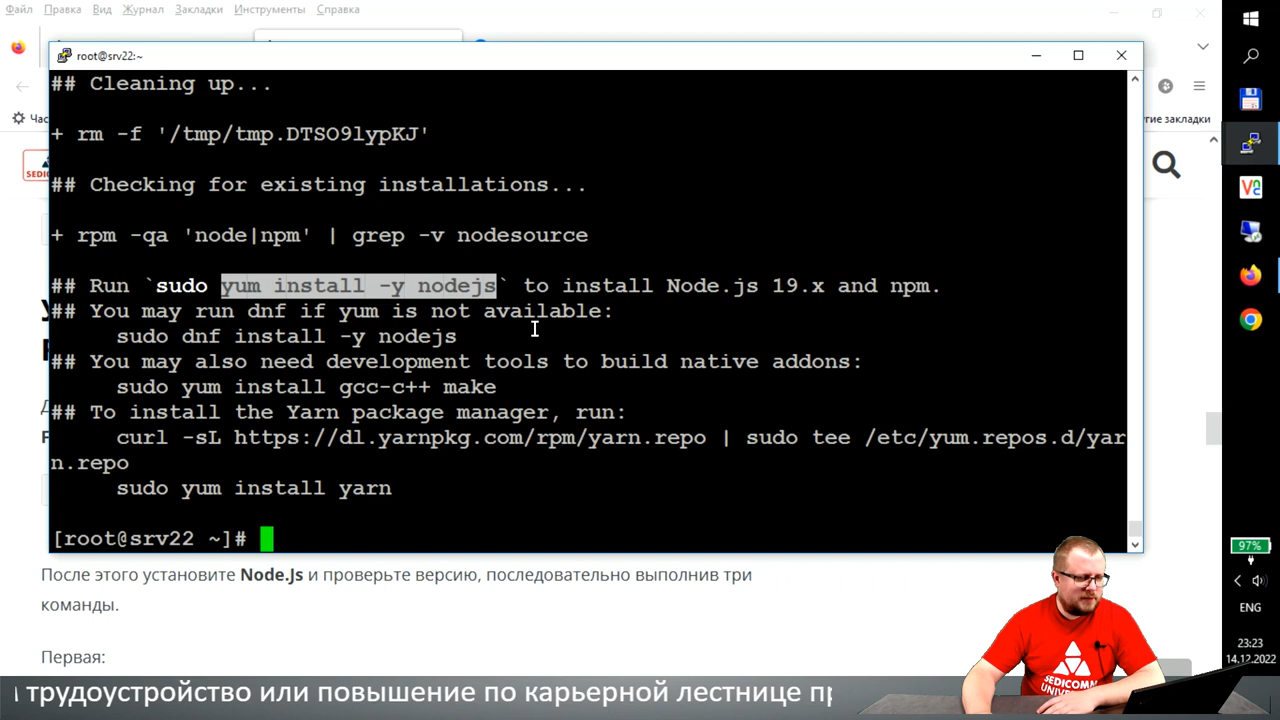 Файл Правка Вид Журнал Закладки Инструменты Справка
root@srv22:~
## Cleaning up...
+ rm -f '/tmp/tmp.DTSO9lypKJ'
## Checking for existing installations...
+ rpm -qa 'node|npm' | grep -v nodesource
## Run `sudo yum install -y nodejs` to install Node.js 19.x and npm.
## You may run dnf if yum is not available:
sudo dnf install -y nodejs
## You may also need development tools to build native addons:
sudo yum install gcc-c++ make
## To install the Yarn package manager, run:
curl -sL https://dl.yarnpkg.com/rpm/yarn.repo | sudo tee /etc/yum.repos.d/yar
n.repo
sudo yum install yarn
[root@srv22 ~]#
Час
гие закладки
SEDICOM
После этого установите Node.Js и проверьте версию, последовательно выполнив три
команды.
Первая:
97%
ENG
23:23
14.12.2022
SEDICOMM
UNIVER
трудоустройство или повышение по карьерной лестнице пр